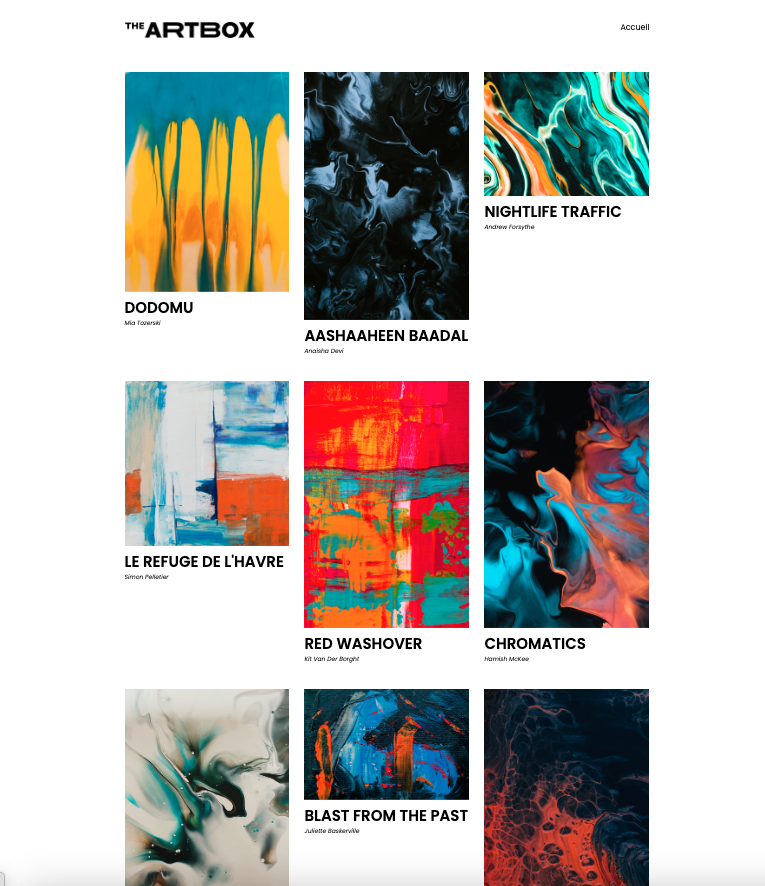 THE ARTBOX
Accueil
DODOMU
Mia Tozerski
AASHAAHEEN BAADAL
Anaisha Devi
NIGHTLIFE TRAFFIC
Andrew Forsythe
LE REFUGE DE L'HAVRE
Simon Pelletier
RED WASHOVER
Kit Van Der Borght
CHROMATICS
Hamish McKee
BLAST FROM THE PAST
Juliette Baskerville